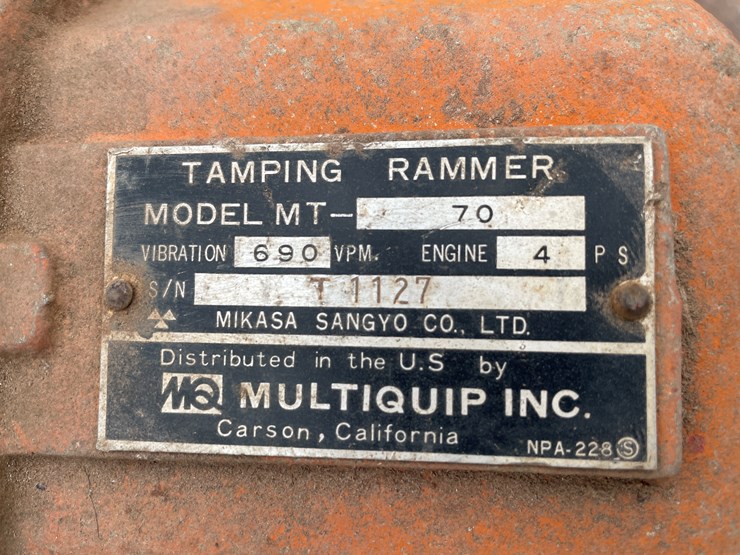 TAMPING RAMMER
MODEL MT- 70
VIBRATION 690 VPM. ENGINE 4 PS
S/N T 1127
MIKASA SANGYO CO., LTD.
Distributed in the U.S by
MQ MULTIQUIP INC.
Carson, California
NPA-228 Ⓢ